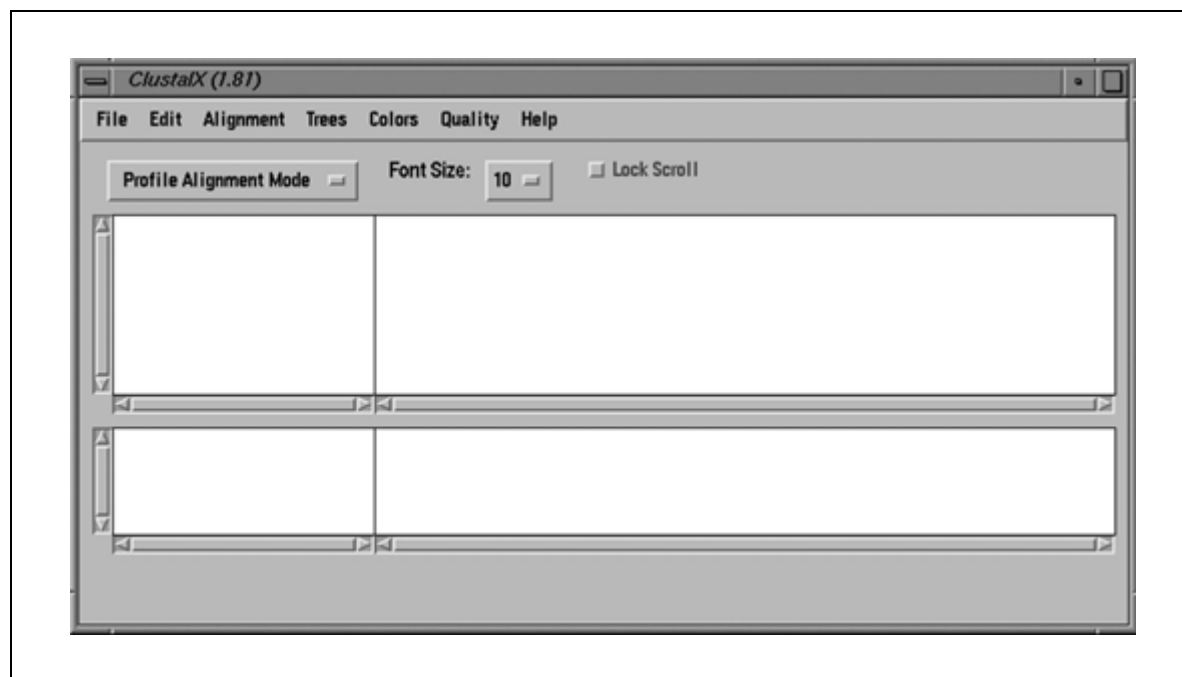 ClustalX (1.81)
File Edit Alignment Trees Colors Quality Help
Profile Alignment Mode Font Size: 10 Lock Scroll